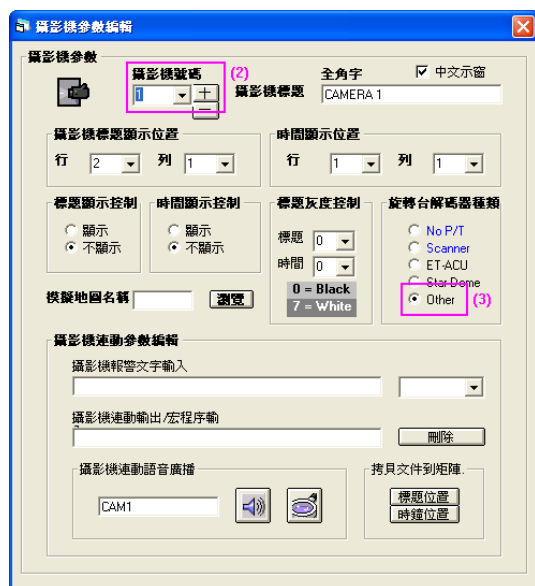 攝影機參數編輯
攝影機參數
攝影機號碼 (2) 全角字 中文示窗
1 + 攝影機標題 CAMERA 1
−
攝影機標題顯示位置 時間顯示位置
行 2 列 1 行 1 列 1
標題顯示控制 時間顯示控制 標題灰度控制 旋轉台解碼器種類
顯示 顯示 標題 0 No P/T
不顯示 不顯示 Scanner
時間 0 ET-ACU
Star Dome
模擬地圖名稱 瀏覽 0 = Black Other (3)
7 = White
攝影機連動參數編輯
攝影機報警文字輸入
攝影機連動輸出/宏程序輸
刪除
攝影機連動語音廣播 拷貝文件到矩陣.
CAM1 標題位置
時鐘位置